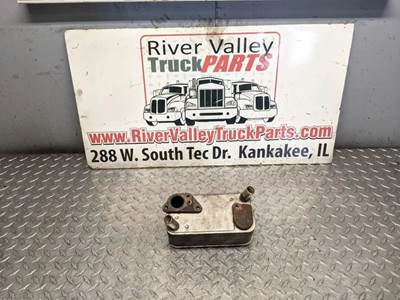 River Valley
TruckPARTS
www.RiverValleyTruckParts.com
288 W. South Tec Dr. Kankakee, IL